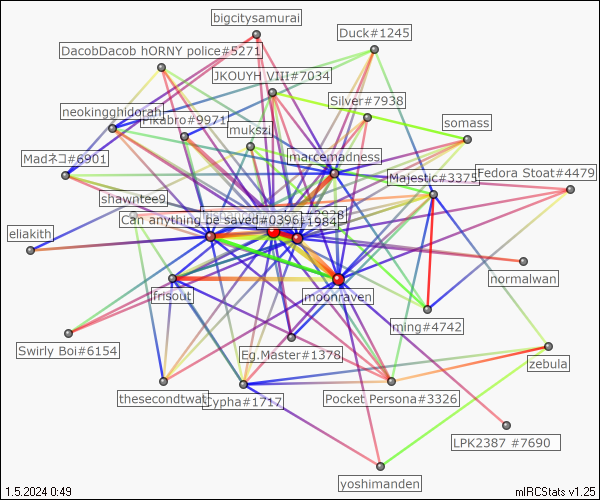 bigcitysamurai
Duck#1245
DacobDacob hORNY police#5271
JKOUYH VIII#7034
Silver#7938
neokingghidorah
Pikabro#9971
mukszi
somass
marcemadness
Madネコ#6901
Majestic#3375
Fedora Stoat#4479
shawntee9
Can anything be saved#0396
#1984
eliakith
normalwan
frisout
moonraven
ming#4742
Swirly Boi#6154
Eg.Master#1378
zebula
thesecondtwat
Cypha#1717
Pocket Persona#3326
LPK2387 #7690
yoshimanden
1.5.2024 0:49
mIRCStats v1.25